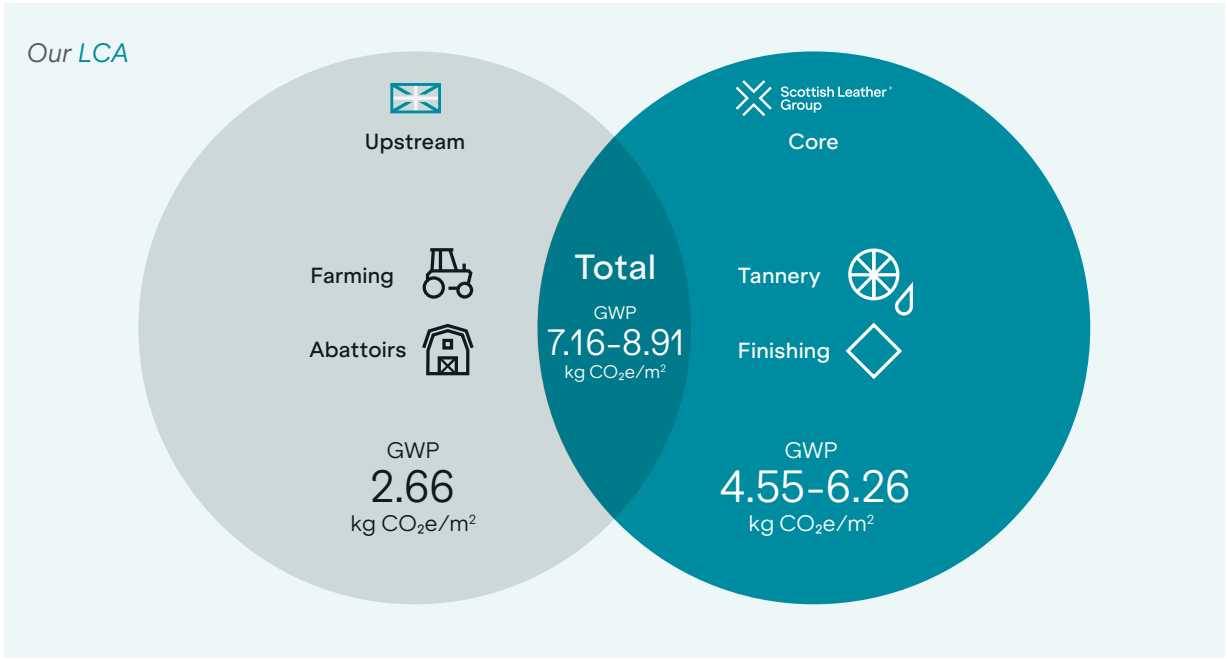 Our LCA
Upstream
Farming
Abattoirs
GWP
2.66
kg CO₂e/m²
Total
GWP
7.16-8.91
kg CO₂e/m²
Scottish Leather®
Group
Core
Tannery
Finishing
GWP
4.55-6.26
kg CO₂e/m²